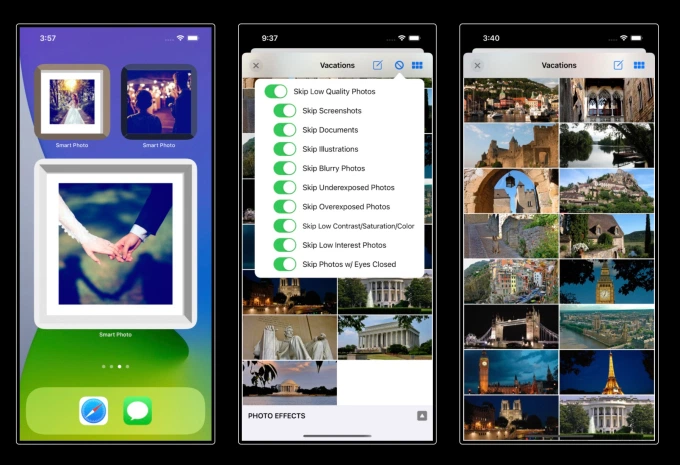 3:57
Smart Photo
Smart Photo
Smart Photo
9:37
Vacations
Skip Low Quality Photos
Skip Screenshots
Skip Documents
Skip Illustrations
Skip Blurry Photos
Skip Underexposed Photos
Skip Overexposed Photos
Skip Low Contrast/Saturation/Color
Skip Low Interest Photos
Skip Photos w/ Eyes Closed
PHOTO EFFECTS
3:40
Vacations